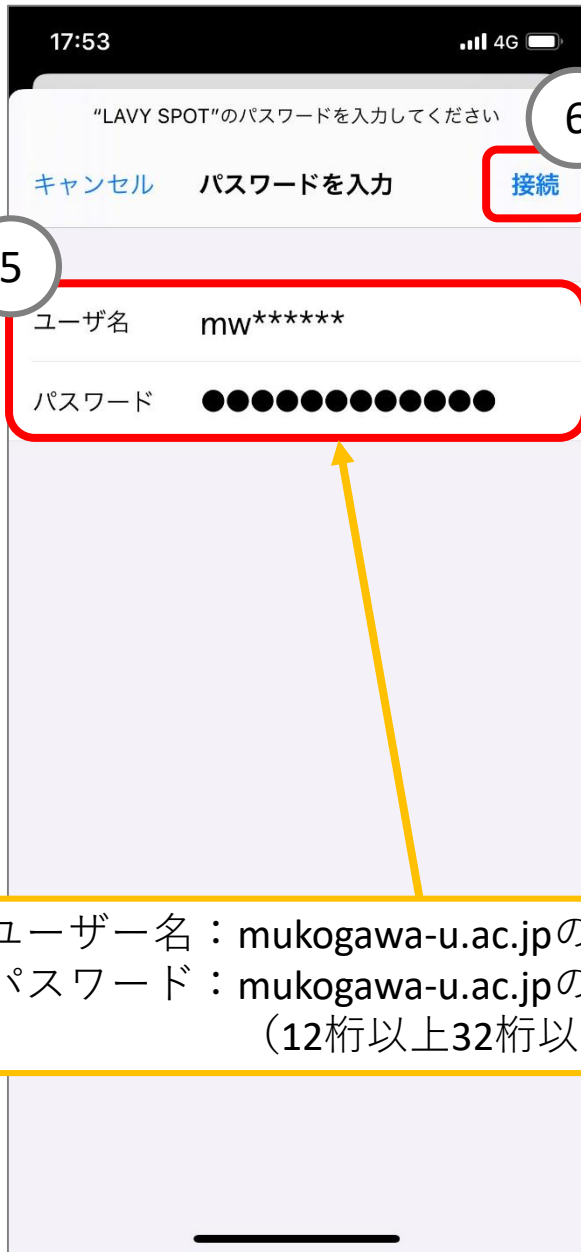 17:53 4G
"LAVY SPOT"のパスワードを入力してください
6
キャンセル パスワードを入力 接続
5
ユーザ名 mw******
パスワード ●●●●●●●●●●●●
ユーザー名：mukogawa-u.ac.jpの
パスワード：mukogawa-u.ac.jpの
（12桁以上32桁以